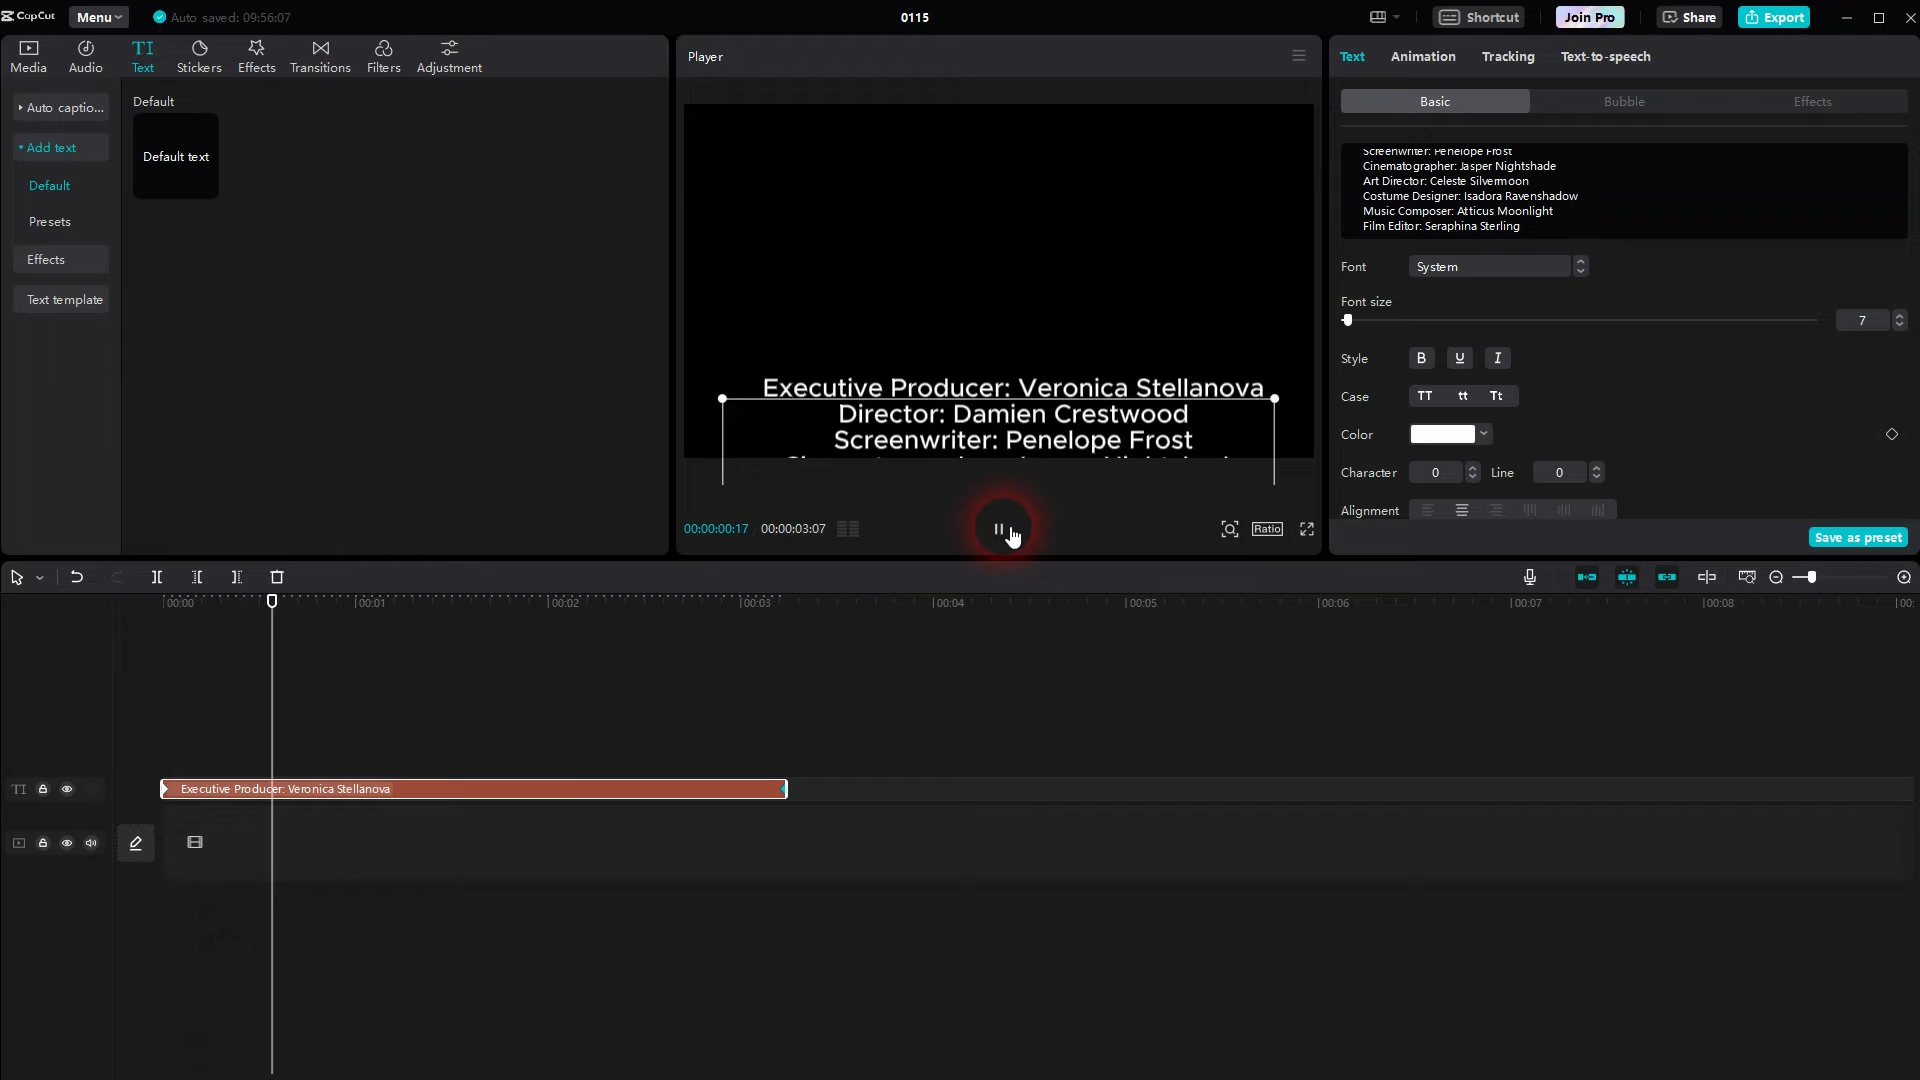 CapCut
Menu
Auto saved: 09:56:07
0115
Shortcut
Join Pro
Share
Export
Media
Audio
TI
Text
Stickers
Effects
Transitions
Filters
Adjustment
Auto captio...
Add text
Default
Presets
Effects
Text template
Default
Default text
Player
Executive Producer: Veronica Stellanova
Director: Damien Crestwood
Screenwriter: Penelope Frost
00:00:00:17
00:00:03:07
Ratio
Text
Animation
Tracking
Text-to-speech
Basic
Bubble
Effects
Screenwriter: Penelope Frost
Cinematographer: Jasper Nightshade
Art Director: Celeste Silvermoon
Costume Designer: Isadora Ravenshadow
Music Composer: Atticus Moonlight
Film Editor: Seraphina Sterling
Font
System
Font size
7
Style
B U I
Case
TT tt Tt
Color
Character
0
Line
0
Alignment
Save as preset
00:00
00:01
00:02
00:03
00:04
00:05
00:06
00:07
00:08
00:
TI
Executive Producer: Veronica Stellanova